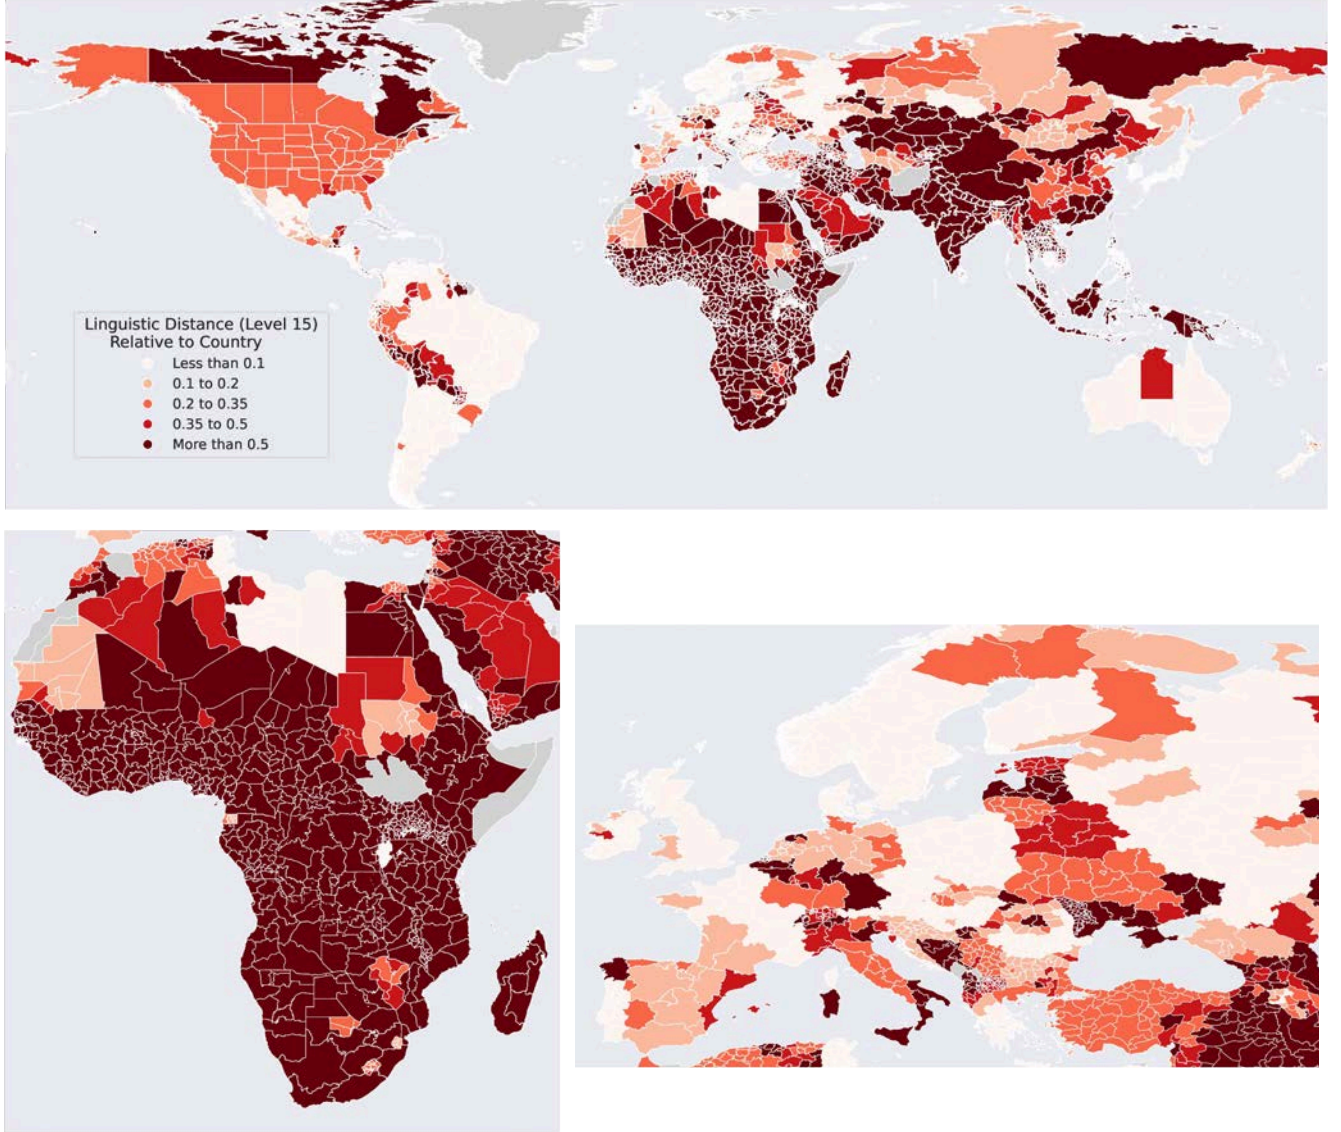 Linguistic Distance (Level 15)
Relative to Country
Less than 0.1
0.1 to 0.2
0.2 to 0.35
0.35 to 0.5
More than 0.5